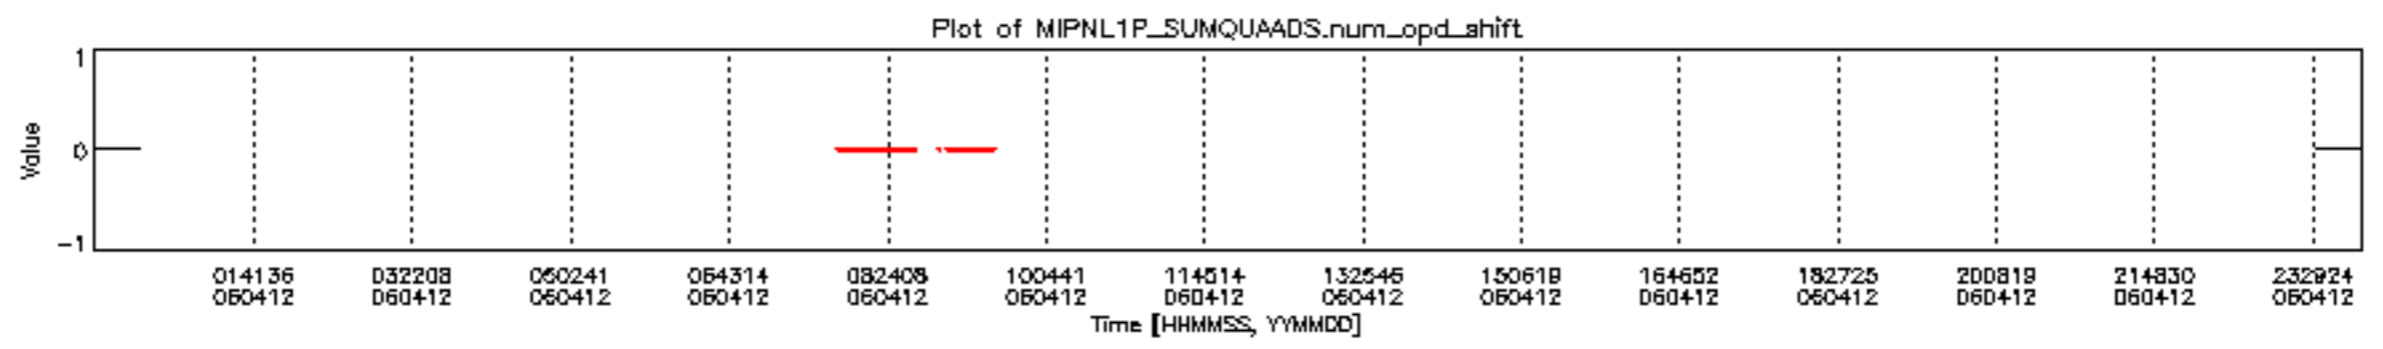 Plot of MIPNL1P_SUMQUAADS.num_opd_shift
1
Value
0
-1
014136 032208 050241 064314 082408 100441 114514 132546 150619 164652 182725 200819 214830 232924
060412 060412 060412 060412 060412 060412 060412 060412 060412 060412 060412 060412 060412 060412
Time [HHMMSS, YYMMDD]